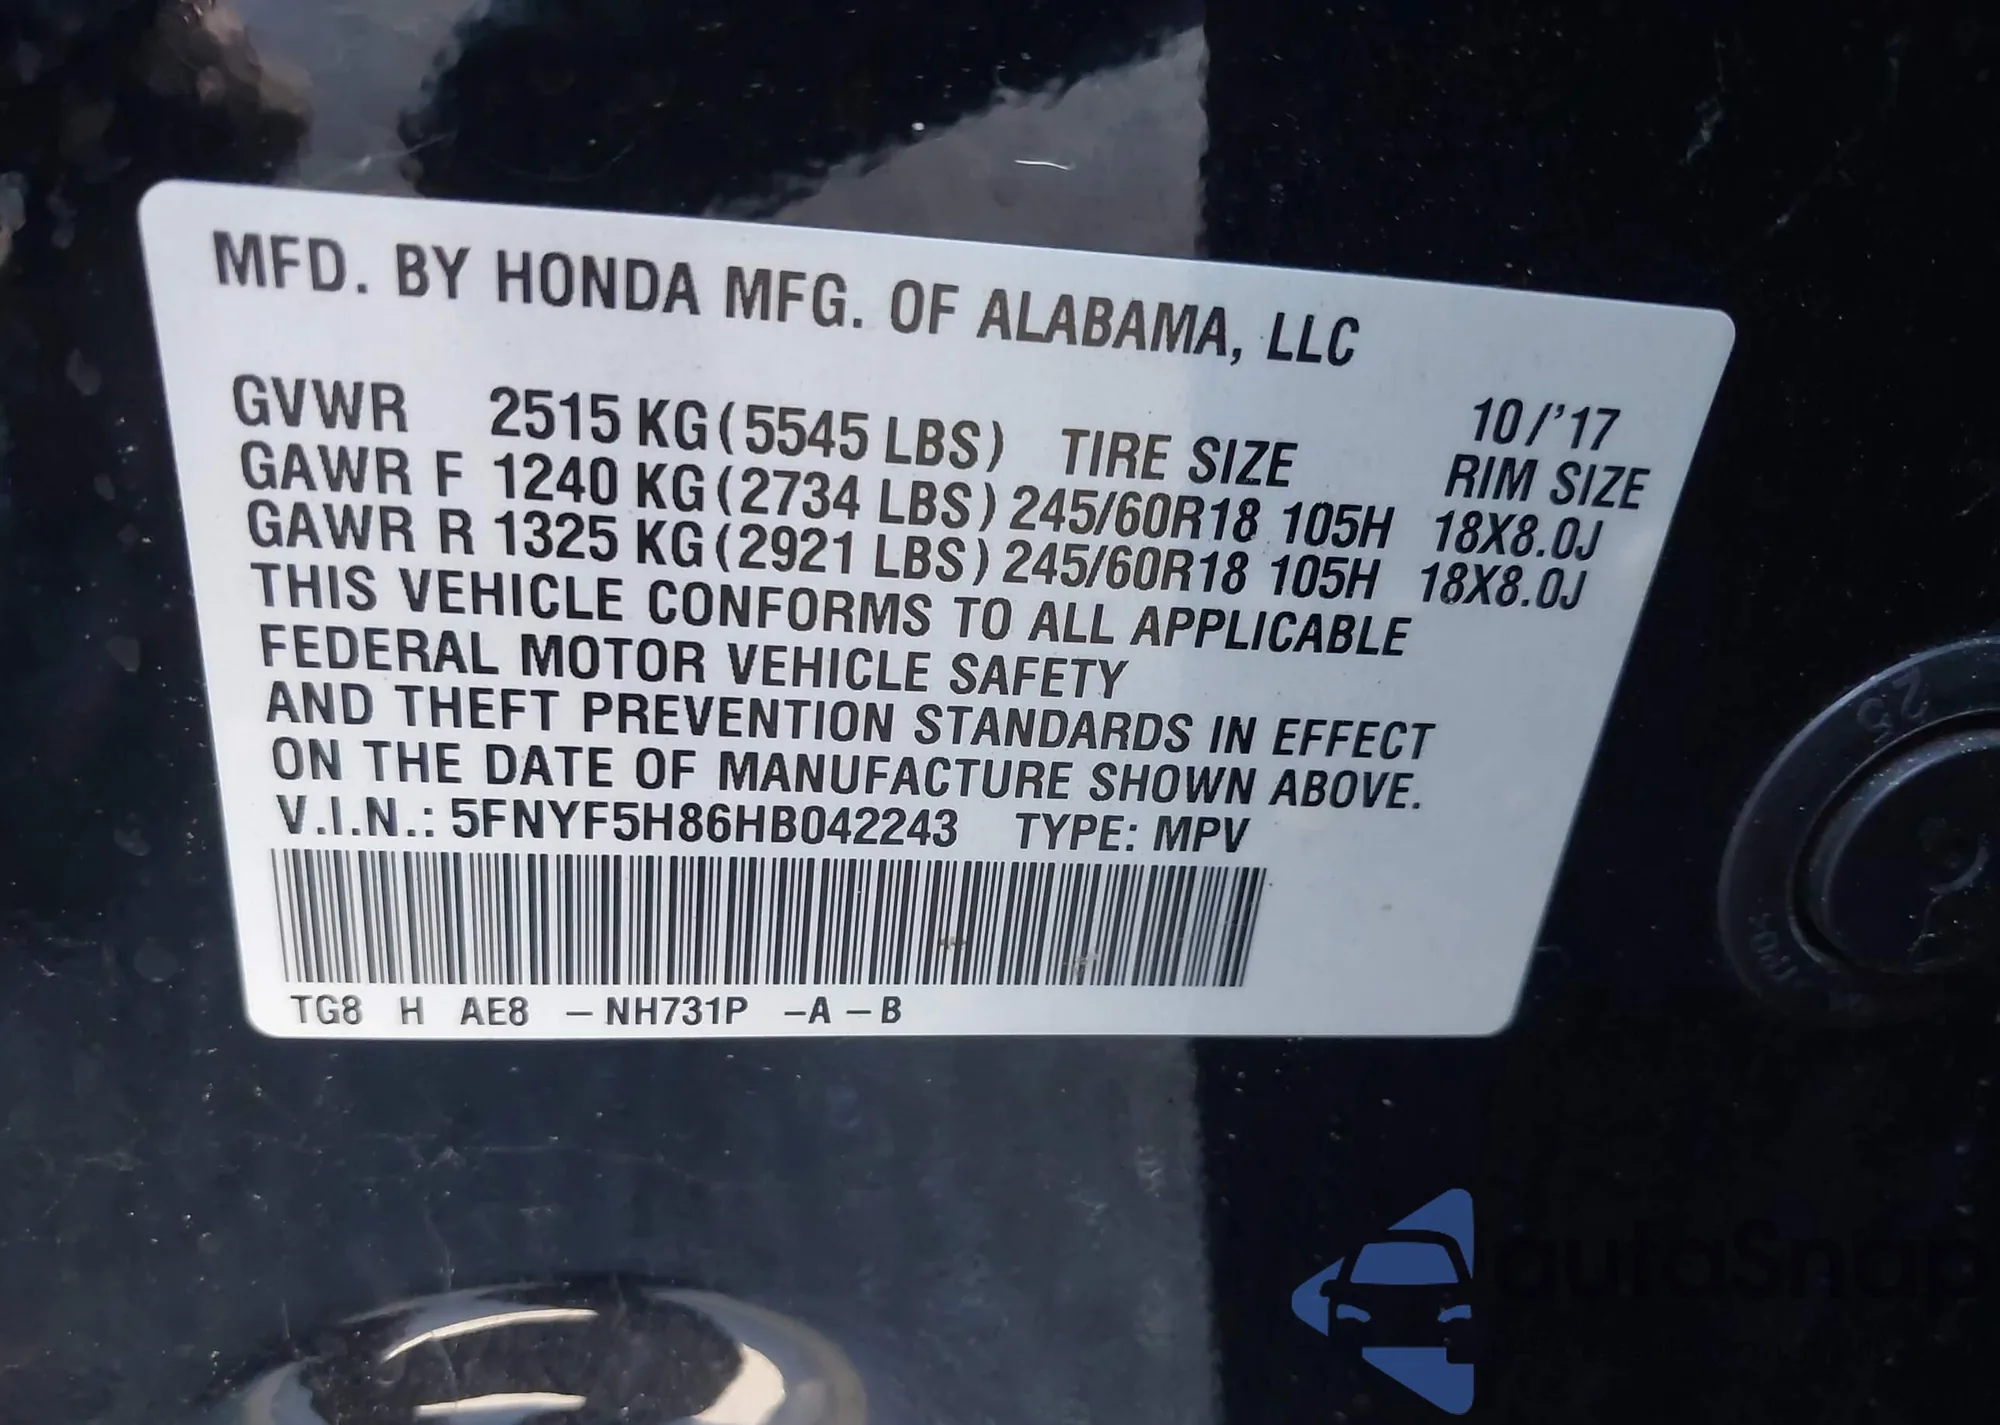 MFD. BY HONDA MFG. OF ALABAMA, LLC
10/'17
GVWR 2515 KG(5545 LBS) TIRE SIZE RIM SIZE
GAWR F 1240 KG(2734 LBS) 245/60R18 105H 18X8.0J
GAWR R 1325 KG(2921 LBS) 245/60R18 105H 18X8.0J
THIS VEHICLE CONFORMS TO ALL APPLICABLE
FEDERAL MOTOR VEHICLE SAFETY
AND THEFT PREVENTION STANDARDS IN EFFECT
ON THE DATE OF MANUFACTURE SHOWN ABOVE.
V.I.N.: 5FNYF5H86HB042243 TYPE: MPV
TG8 H AE8 –NH731P –A–B
25
autoSnap